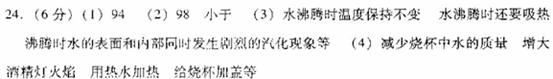 24. (6分) (1) 94 (2) 98 小于 (3) 水沸腾时温度保持不变 水沸腾时还要吸热
沸腾时水的表面和内部同时发生剧烈的汽化现象等 (4) 减少烧杯中水的质量 增大
酒精灯火焰 用热水加热 给烧杯加盖等